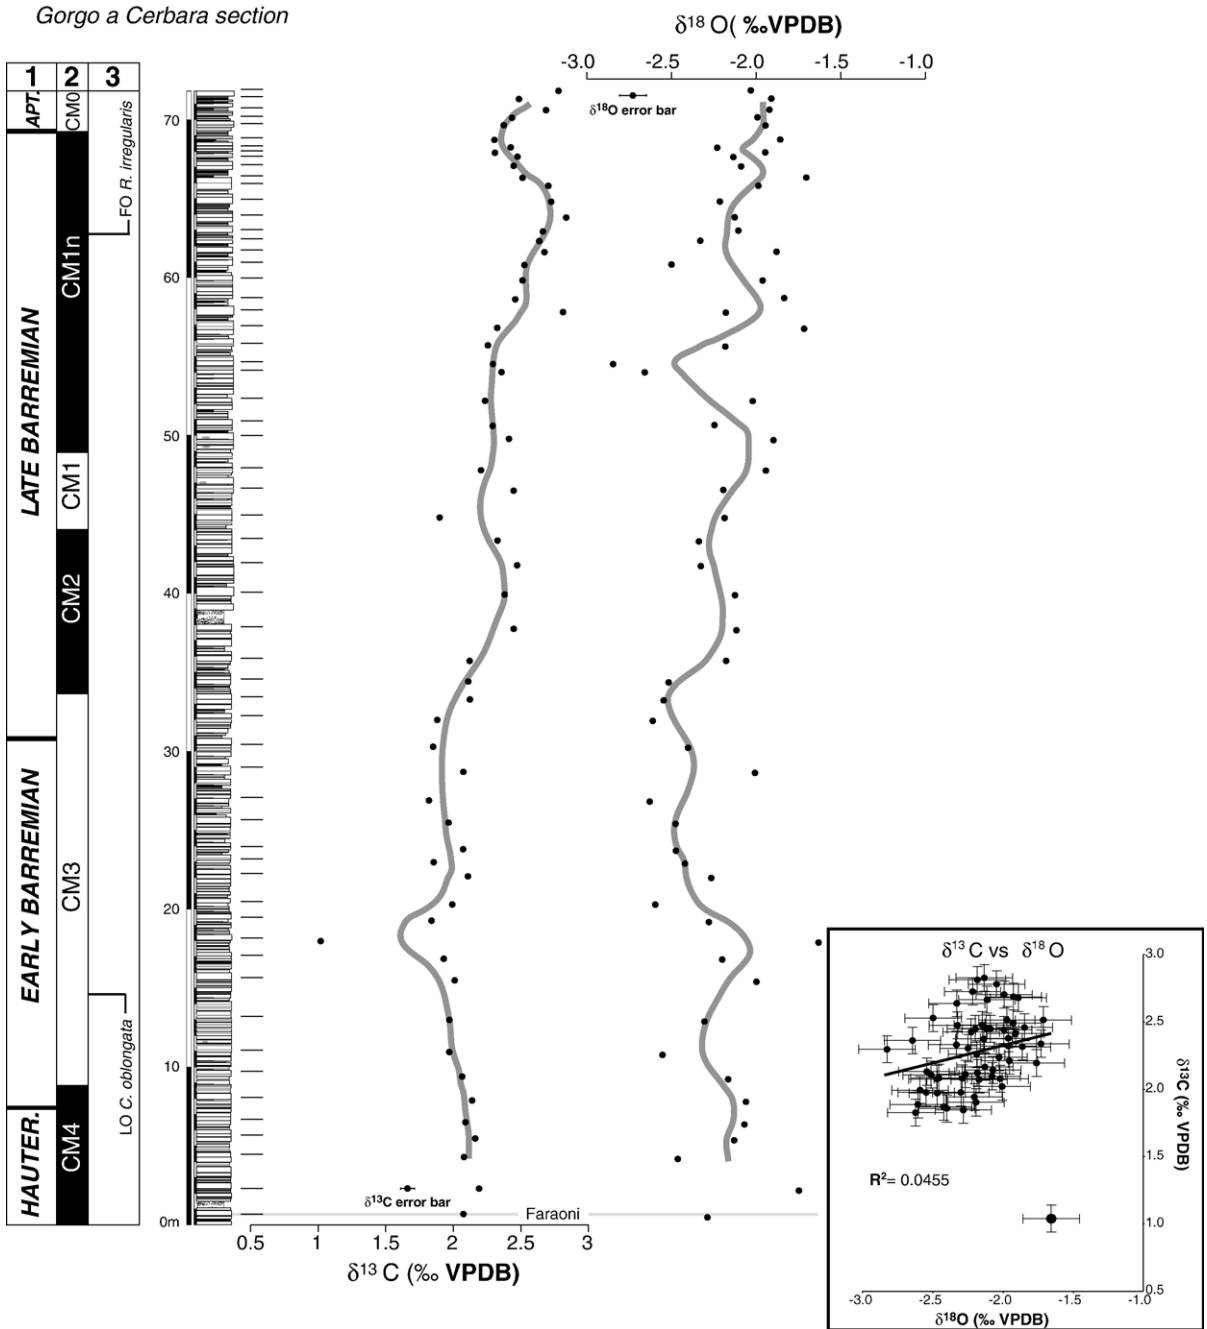 Gorgo a Cerbara section
δ18 O( ‰VPDB)
-3.0 -2.5 -2.0 -1.5 -1.0
1 2 3
APT.
LATE BARREMIAN
EARLY BARREMIAN
HAUTER.
CM0
CM1n
CM1
CM2
CM3
CM4
FO R. irregularis
LO C. oblongata
70
60
50
40
30
20
10
0m
δ18O error bar
δ13C error bar
Faraoni
0.5 1 1.5 2 2.5 3
δ13 C (‰ VPDB)
δ13 C vs δ18 O
3.0
2.5
2.0
1.5
1.0
0.5
δ13C (‰ VPDB)
R2= 0.0455
-3.0 -2.5 -2.0 -1.5 -1.0
δ18O (‰ VPDB)